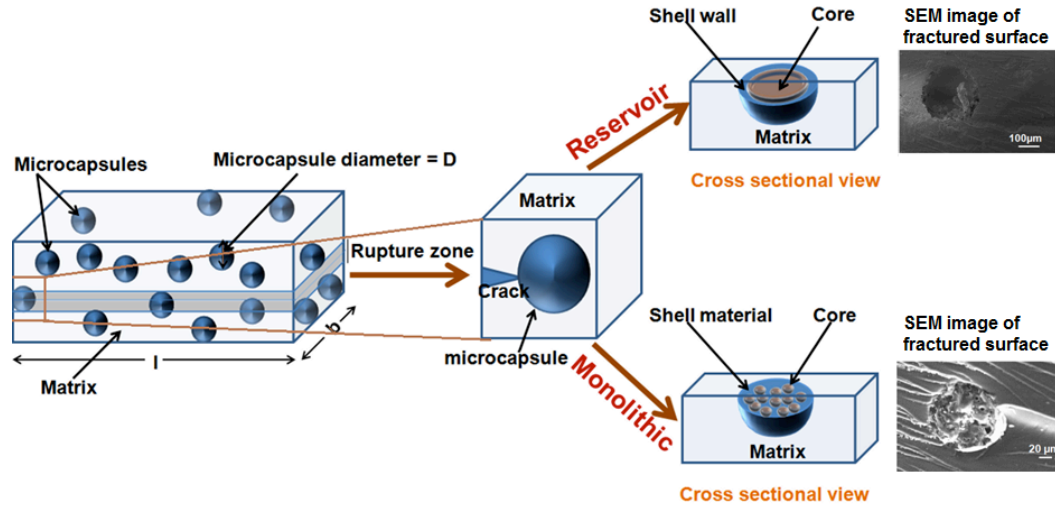 Microcapsules
Microcapsule diameter = D
Matrix
l
b
Rupture zone
Matrix
Crack
microcapsule
Reservoir
Monolithic
Shell wall
Core
Matrix
Cross sectional view
SEM image of
fractured surface
100µm
Shell material
Core
Matrix
Cross sectional view
SEM image of
fractured surface
20 µm